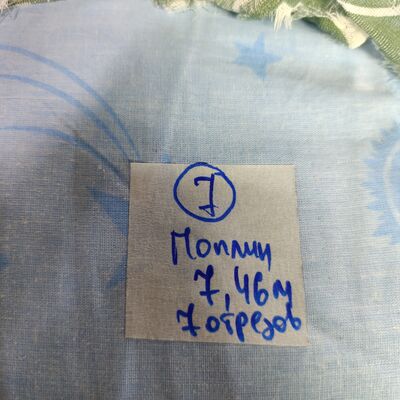 7
Поплин
7,46м
7 отрезов